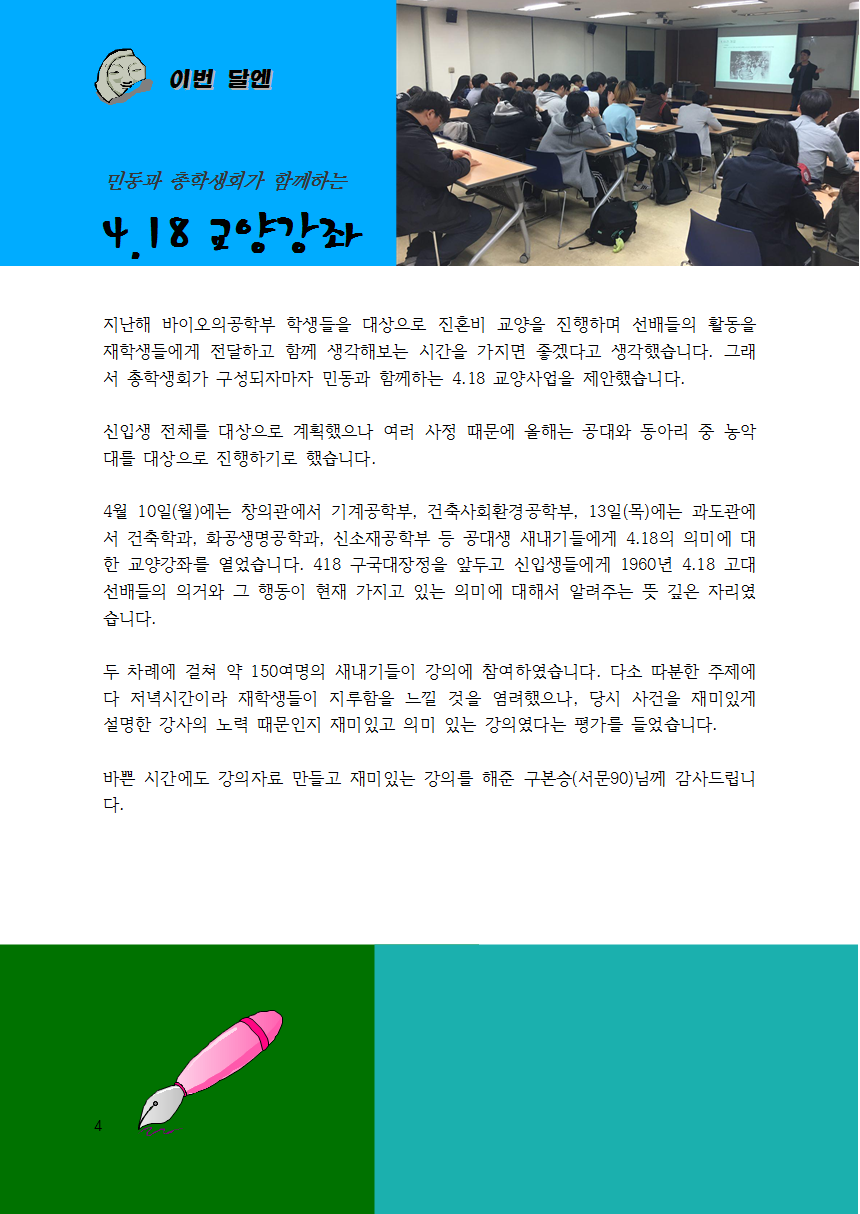 이번 달엔
민동과 총학생회가 함께하는
4.18 교양강좌
지난해 바이오의공학부 학생들을 대상으로 진혼비 교양을 진행하며 선배들의 활동을
재학생들에게 전달하고 함께 생각해보는 시간을 가지면 좋겠다고 생각했습니다. 그래
서 총학생회가 구성되자마자 민동과 함께하는 4.18 교양사업을 제안했습니다.
신입생 전체를 대상으로 계획했으나 여러 사정 때문에 올해는 공대와 동아리 중 농악
대를 대상으로 진행하기로 했습니다.
4월 10일(월)에는 창의관에서 기계공학부, 건축사회환경공학부, 13일(목)에는 과도관에
서 건축학과, 화공생명공학과, 신소재공학부 등 공대생 새내기들에게 4.18의 의미에 대
한 교양강좌를 열었습니다. 418 구국대장정을 앞두고 신입생들에게 1960년 4.18 고대
선배들의 의거와 그 행동이 현재 가지고 있는 의미에 대해서 알려주는 뜻 깊은 자리였
습니다.
두 차례에 걸쳐 약 150여명의 새내기들이 강의에 참여하였습니다. 다소 따분한 주제에
다 저녁시간이라 재학생들이 지루함을 느낄 것을 염려했으나, 당시 사건을 재미있게
설명한 강사의 노력 때문인지 재미있고 의미 있는 강의였다는 평가를 들었습니다.
바쁜 시간에도 강의자료 만들고 재미있는 강의를 해준 구본승(서문90)님께 감사드립니
다.
4